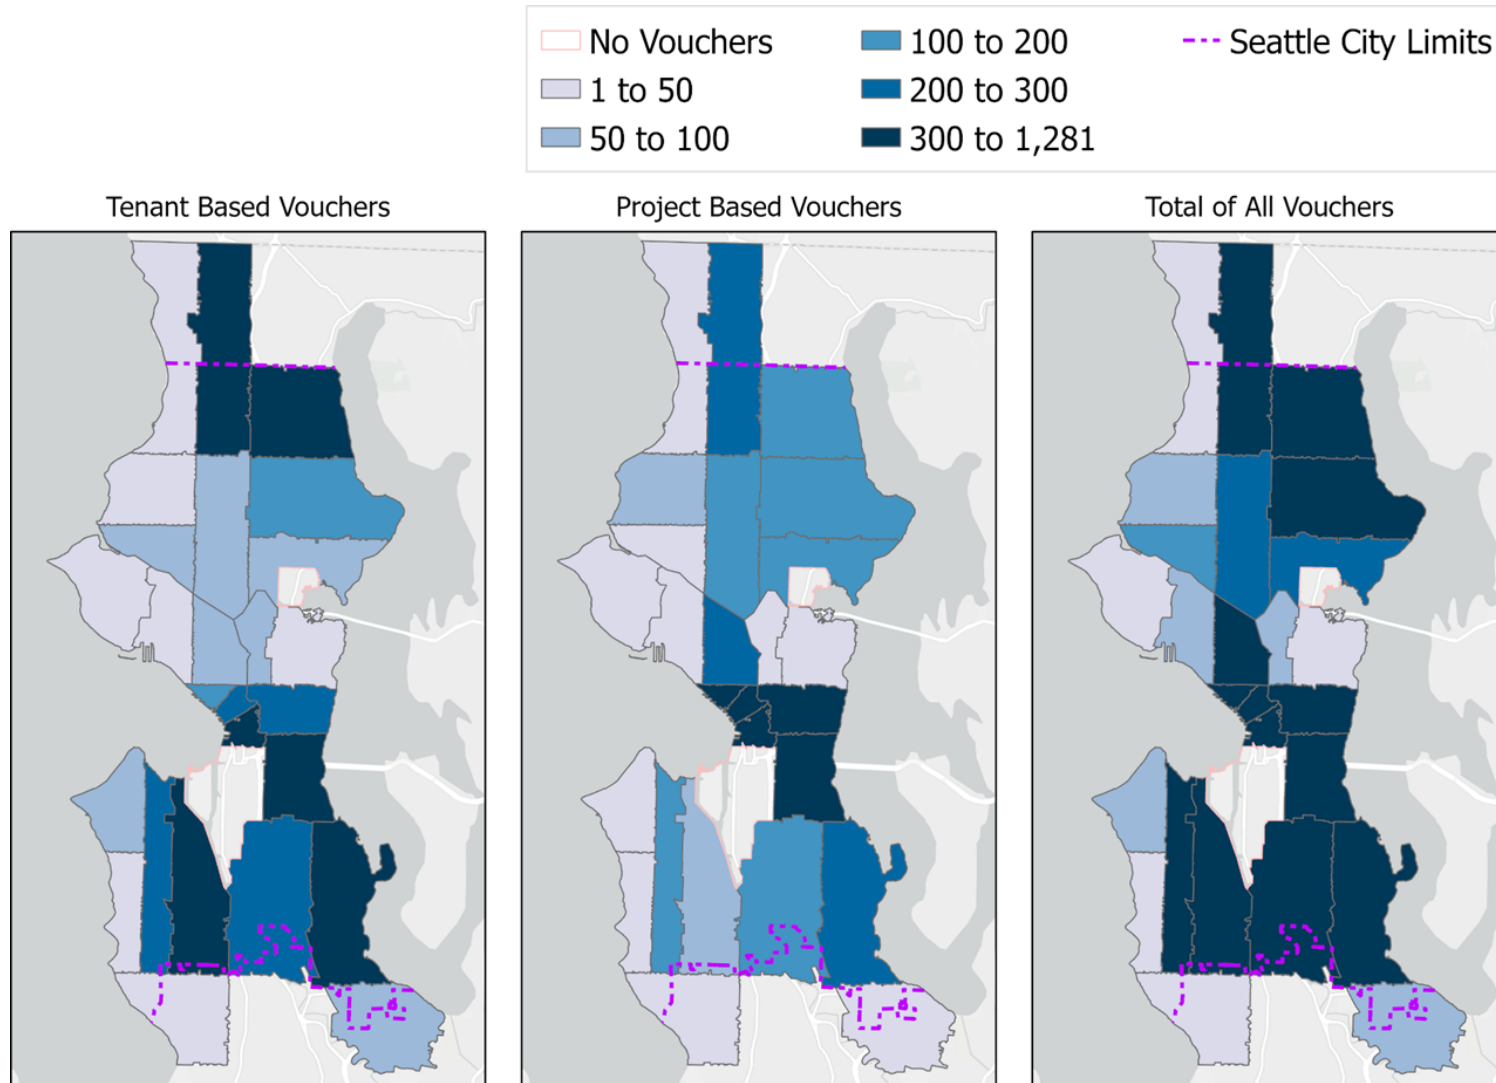 No Vouchers
1 to 50
50 to 100
100 to 200
200 to 300
300 to 1,281
Seattle City Limits
Tenant Based Vouchers
Project Based Vouchers
Total of All Vouchers